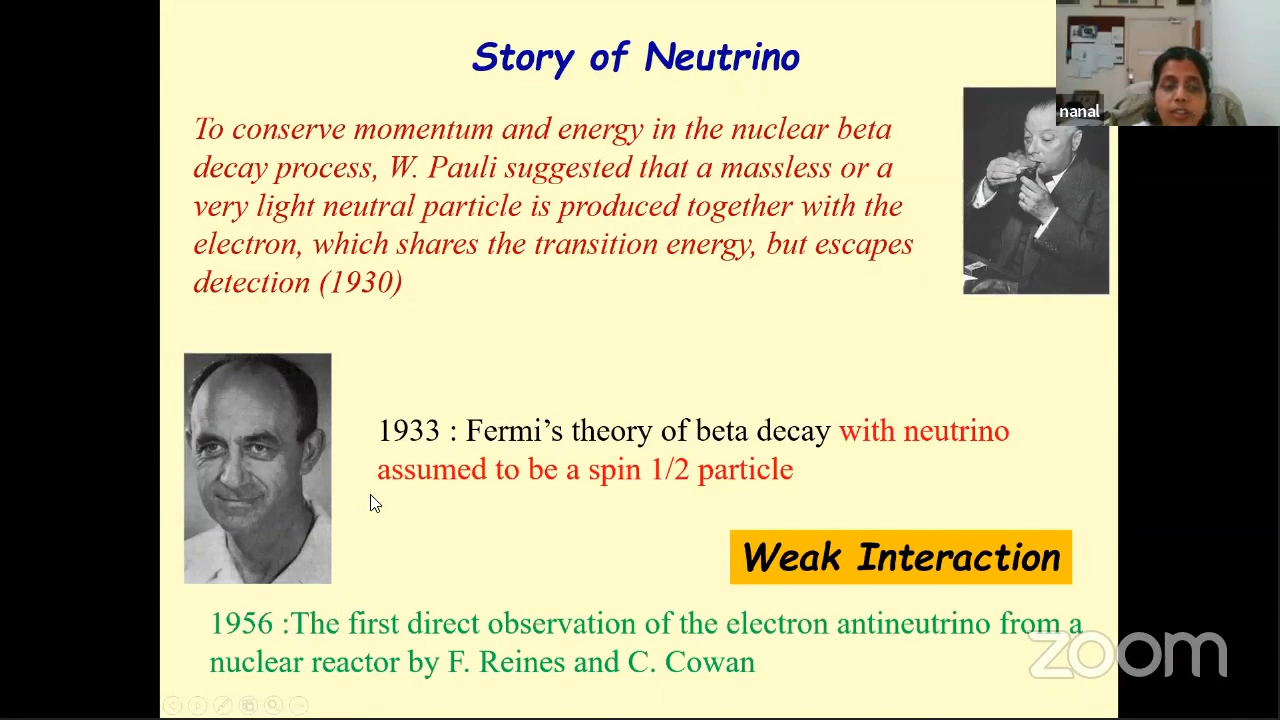 Story of Neutrino
nanal
To conserve momentum and energy in the nuclear beta
decay process, W. Pauli suggested that a massless or a
very light neutral particle is produced together with the
electron, which shares the transition energy, but escapes
detection (1930)
1933 : Fermi’s theory of beta decay with neutrino
assumed to be a spin 1/2 particle
Weak Interaction
1956 :The first direct observation of the electron antineutrino from a
nuclear reactor by F. Reines and C. Cowan
zoom